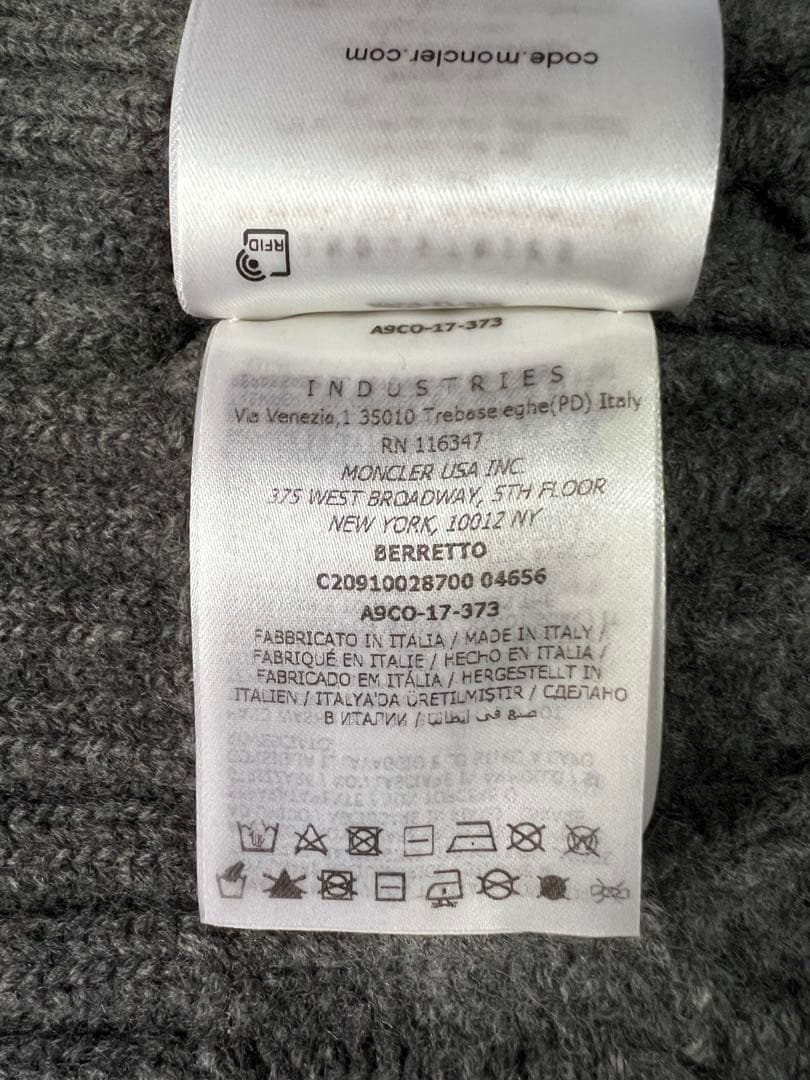 code.moncler.com
RFID
A9CO-17-373
INDUSTRIES
Via Venezia,1 35010 Trebaseleghe(PD) Italy
RN 116347
MONCLER USA INC.
375 WEST BROADWAY, 5TH FLOOR
NEW YORK, 10012 NY
BERRETTO
C20910028700 04656
A9CO-17-373
FABBRICATO IN ITALIA / MADE IN ITALY /
FABRIQUÉ EN ITALIE / HECHO EN ITALIA /
FABRICADO EM ITÁLIA / HERGESTELLT IN
ITALIEN / ITALYA'DA ÜRETILMISTIR / СДЕЛАНО
В ИТАЛИИ / صنع في ايطاليا